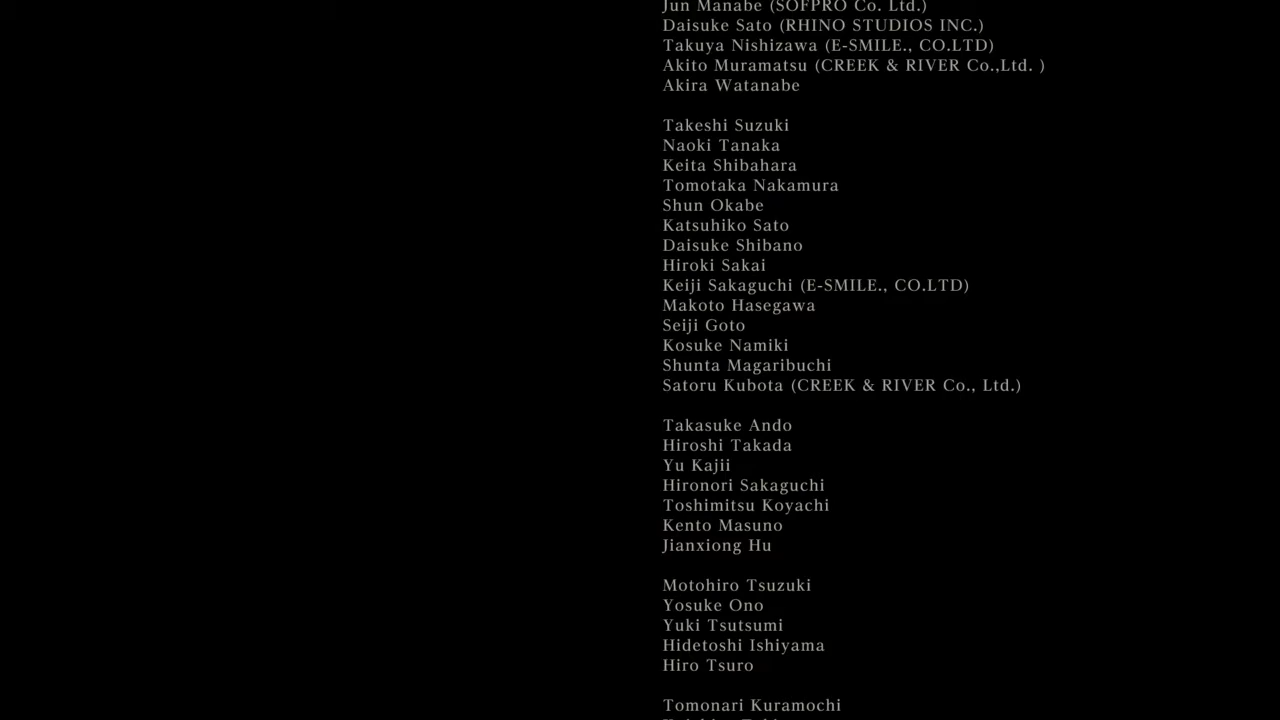 Jun Manabe (SOFPRO Co. Ltd.)
Daisuke Sato (RHINO STUDIOS INC.)
Takuya Nishizawa (E-SMILE., CO.LTD)
Akito Muramatsu (CREEK & RIVER Co.,Ltd. )
Akira Watanabe
Takeshi Suzuki
Naoki Tanaka
Keita Shibahara
Tomotaka Nakamura
Shun Okabe
Katsuhiko Sato
Daisuke Shibano
Hiroki Sakai
Keiji Sakaguchi (E-SMILE., CO.LTD)
Makoto Hasegawa
Seiji Goto
Kosuke Namiki
Shunta Magaribuchi
Satoru Kubota (CREEK & RIVER Co., Ltd.)
Takasuke Ando
Hiroshi Takada
Yu Kajii
Hironori Sakaguchi
Toshimitsu Koyachi
Kento Masuno
Jianxiong Hu
Motohiro Tsuzuki
Yosuke Ono
Yuki Tsutsumi
Hidetoshi Ishiyama
Hiro Tsuro
Tomonari Kuramochi